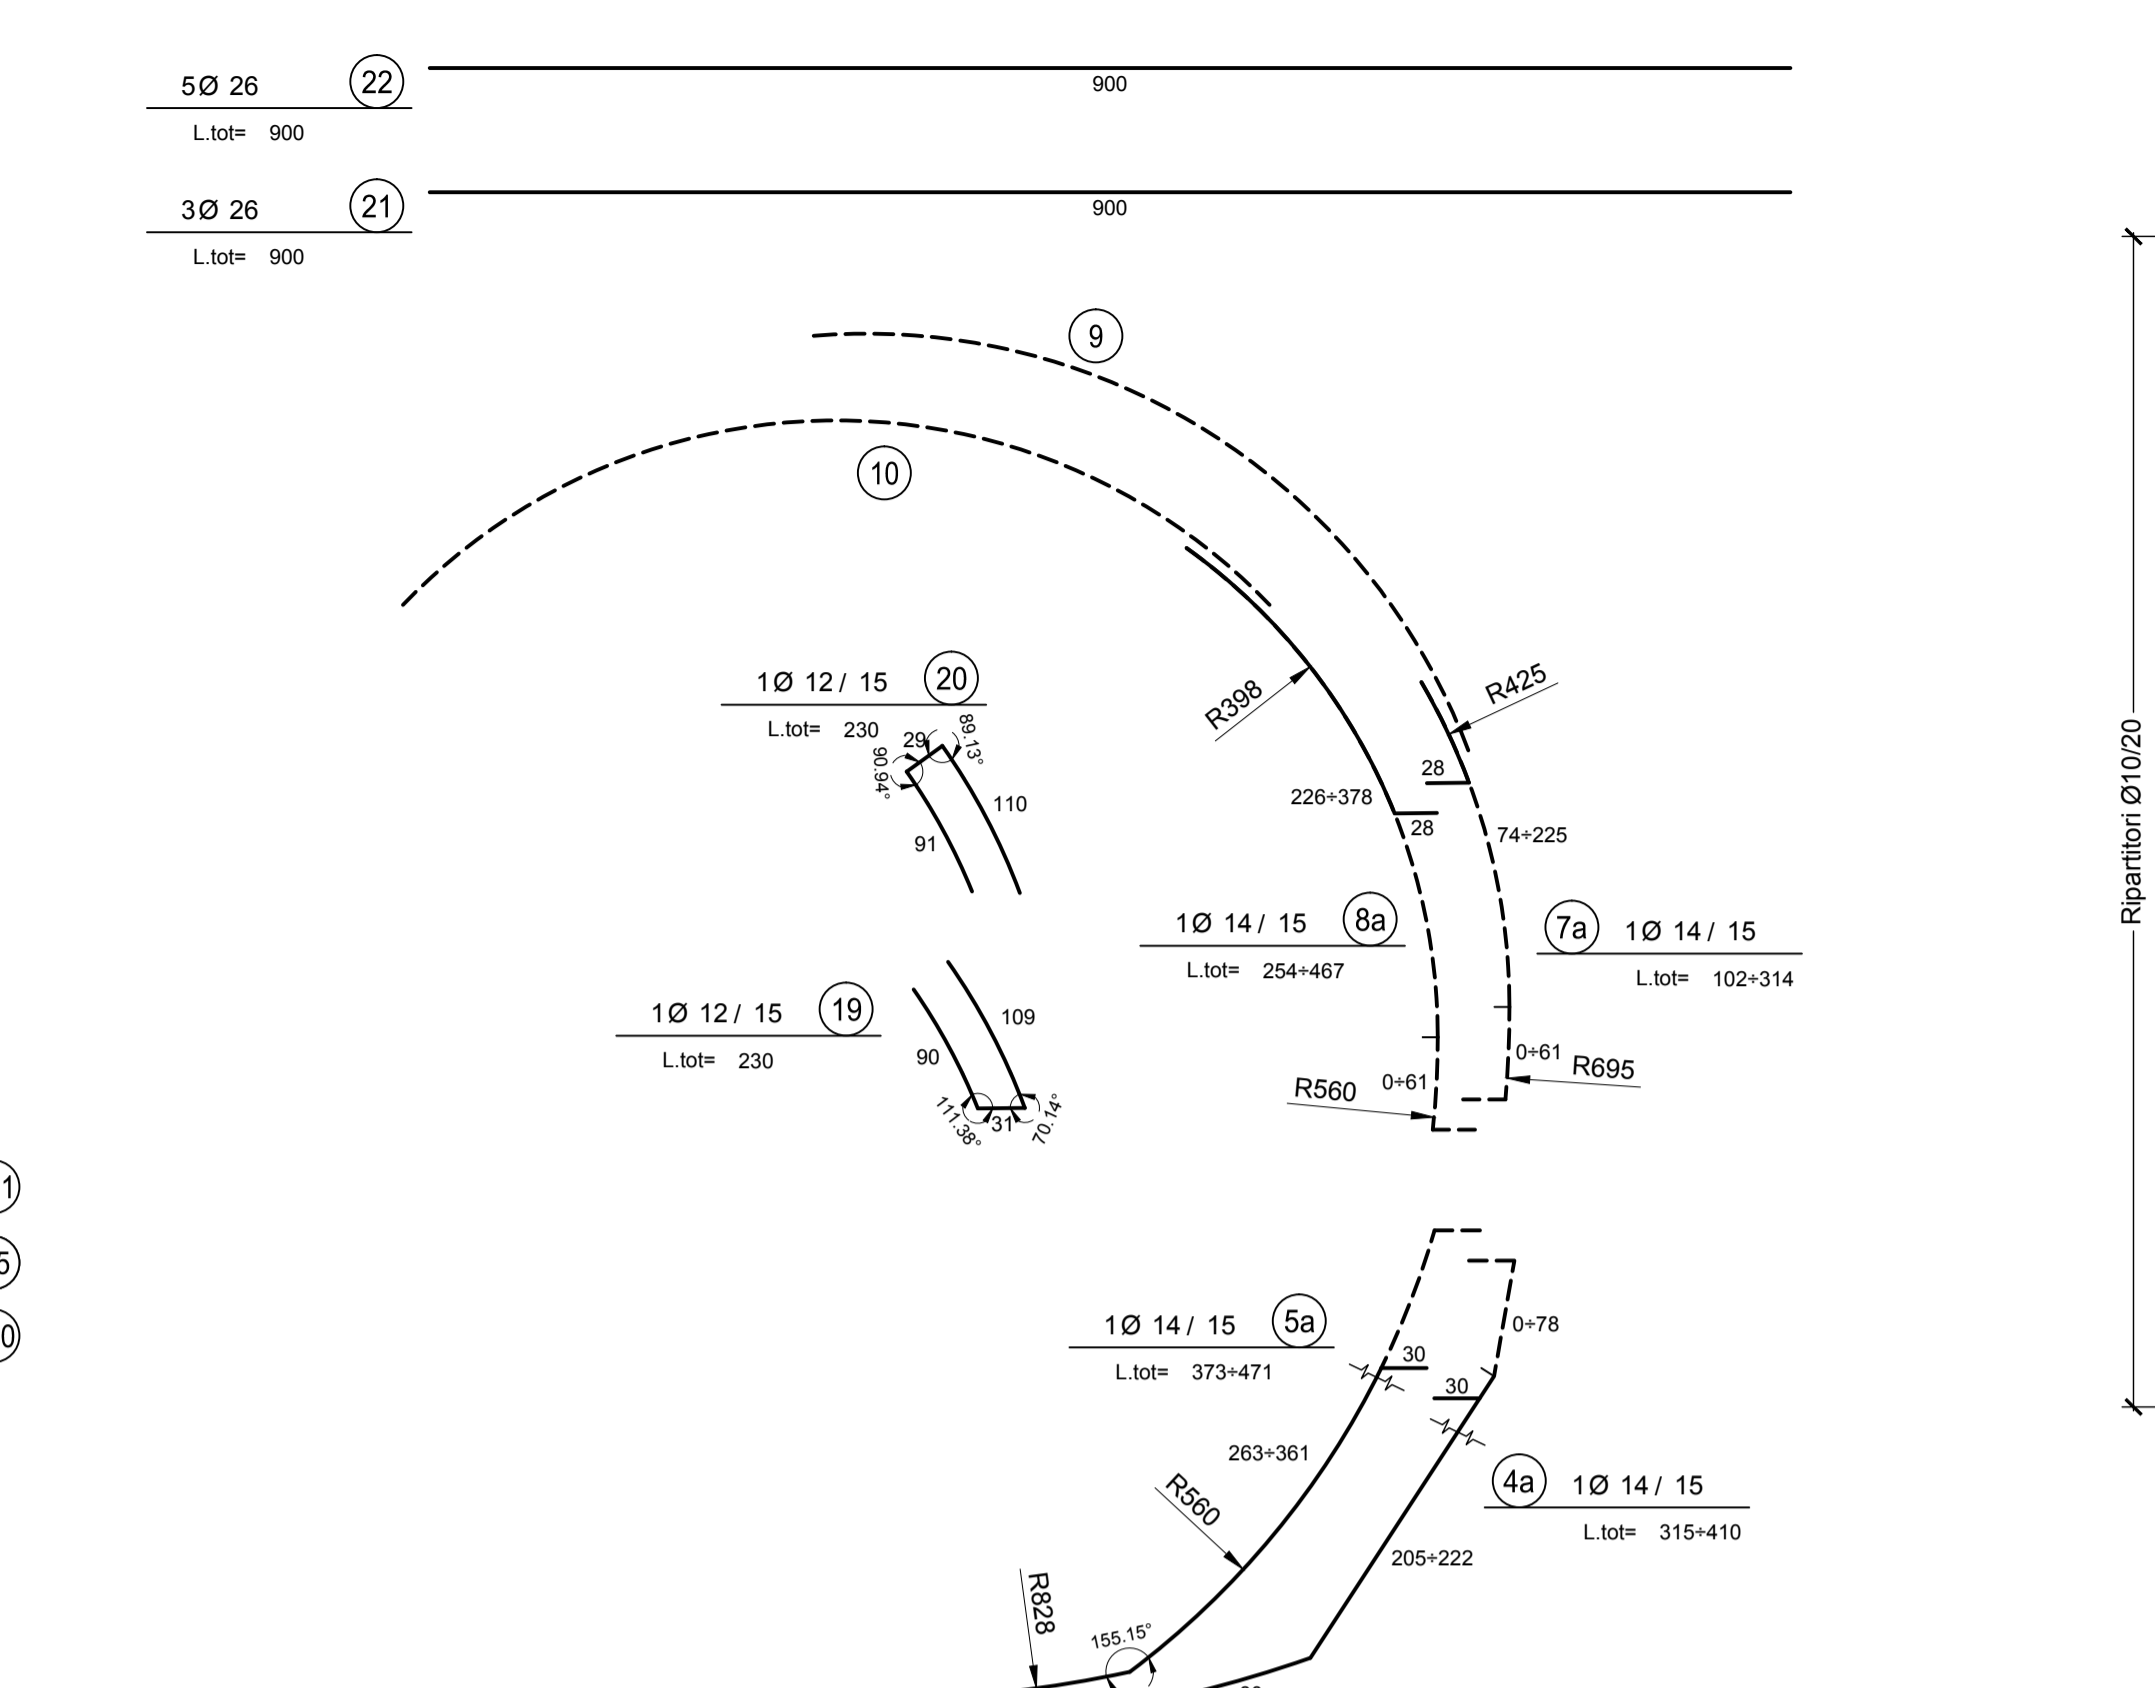 5Ø 26 22
900
L.tot= 900
3Ø 26 21
900
L.tot= 900
9
10
1Ø 12 / 15 20
L.tot= 230
29
89.13°
90.94°
110
91
R398
R425
28
226÷378
28
74÷225
1Ø 14 / 15 8a
L.tot= 254÷467
7a 1Ø 14 / 15
L.tot= 102÷314
Ripartitori Ø10/20
1Ø 12 / 15 19
L.tot= 230
109
90
111.38°
31
70.14°
0÷61
R695
0÷61
R560
1
5
0
1Ø 14 / 15 5a
L.tot= 373÷471
0÷78
30
30
263÷361
R560
4a 1Ø 14 / 15
L.tot= 315÷410
205÷222
R828
155.15°